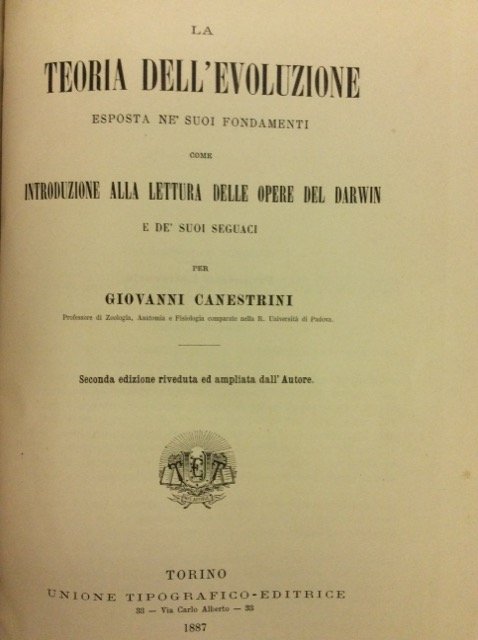 LA
TEORIA DELL'EVOLUZIONE
ESPOSTA NE' SUOI FONDAMENTI
COME
INTRODUZIONE ALLA LETTURA DELLE OPERE DEL DARWIN
E DE' SUOI SEGUACI
PER
GIOVANNI CANESTRINI
Professore di Zoologia, Anatomia e Fisiologia comparate nella R. Università di Padova.
Seconda edizione riveduta ed ampliata dall' Autore.
TORINO
UNIONE TIPOGRAFICO-EDITRICE
33 — Via Carlo Alberto — 33
1887